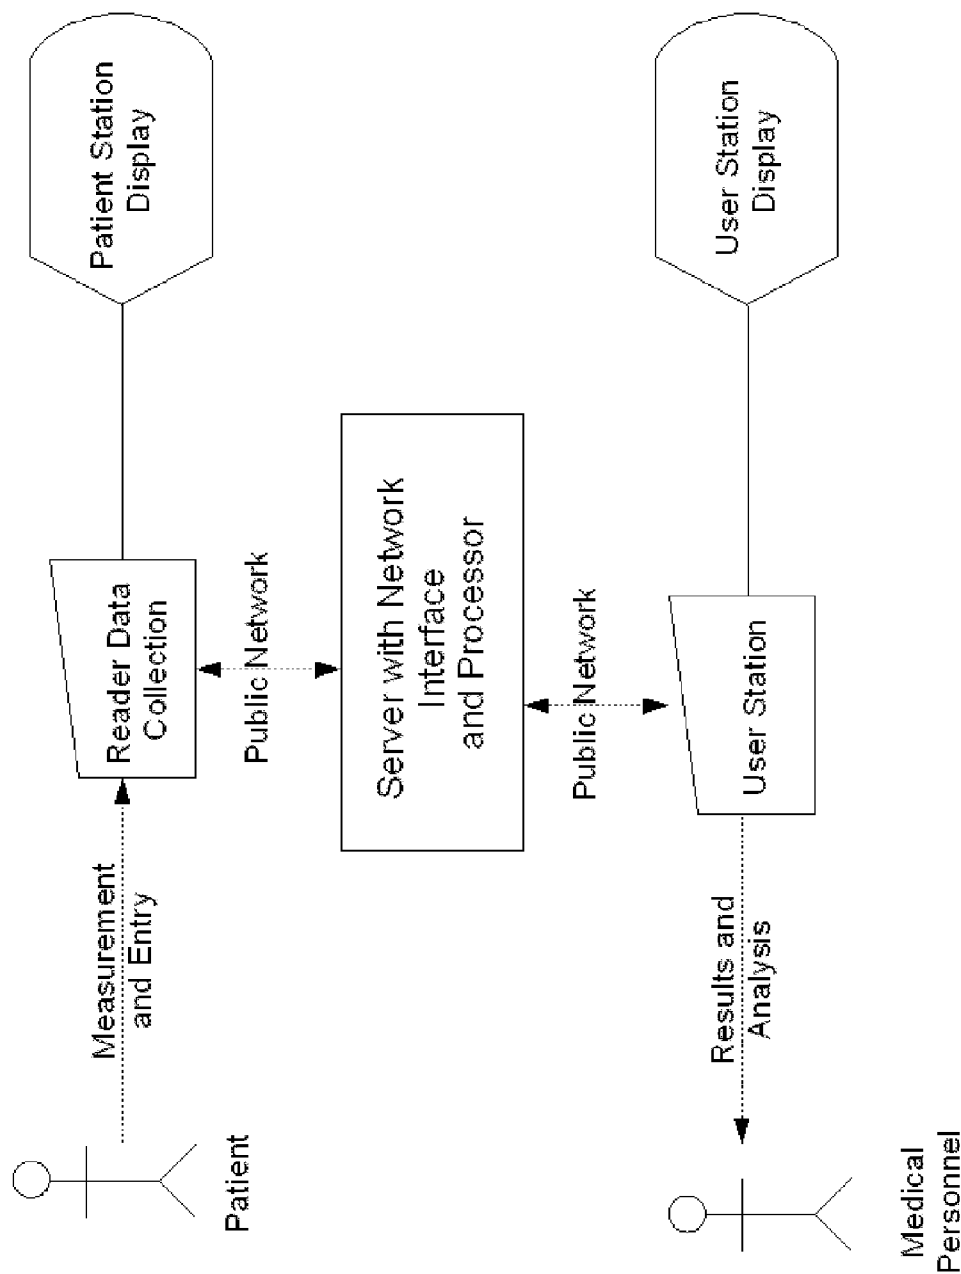 Patient
Measurement
and Entry
Reader Data
Collection
Patient Station
Display
Public Network
Server with Network
Interface
and Processor
Public Network
Medical
Personnel
Results and
Analysis
User Station
User Station
Display